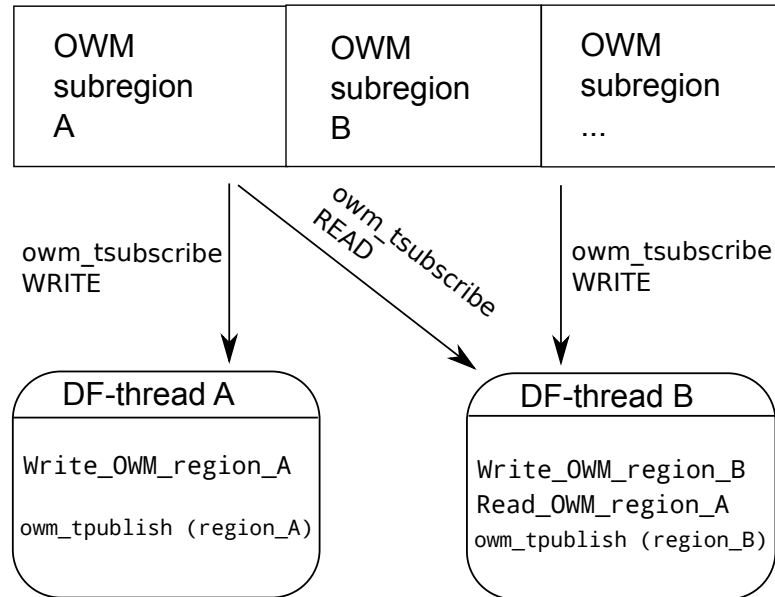 OWM
subregion
A
OWM
subregion
B
OWM
subregion
...
owm_tsubscribe
WRITE
owm_tsubscribe
READ
owm_tsubscribe
WRITE
DF-thread A
Write_OWM_region_A
owm_tpublish (region_A)
DF-thread B
Write_OWM_region_B
Read_OWM_region_A
owm_tpublish (region_B)